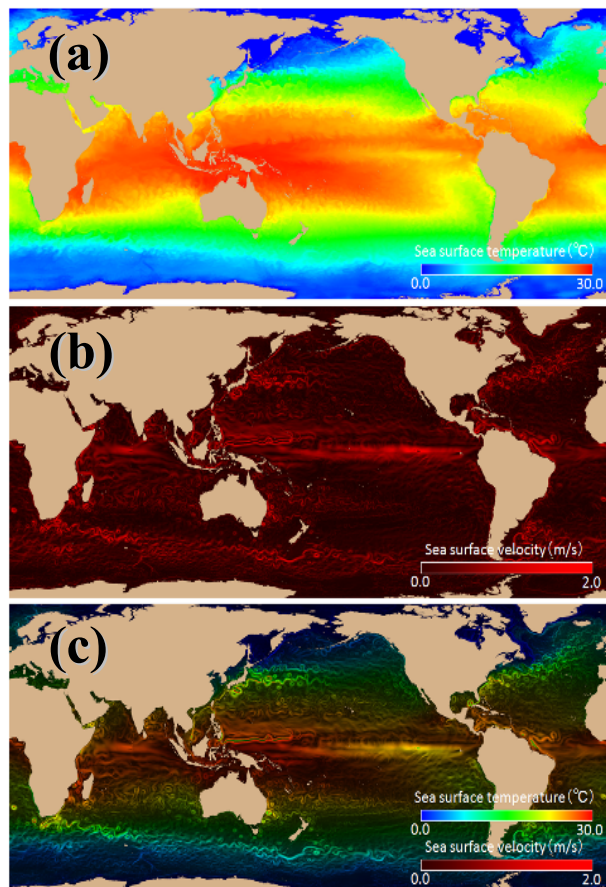 (a)
Sea surface temperature(°C)
0.0 30.0
(b)
Sea surface velocity(m/s)
0.0 2.0
(c)
Sea surface temperature(°C)
0.0 30.0
Sea surface velocity(m/s)
0.0 2.0